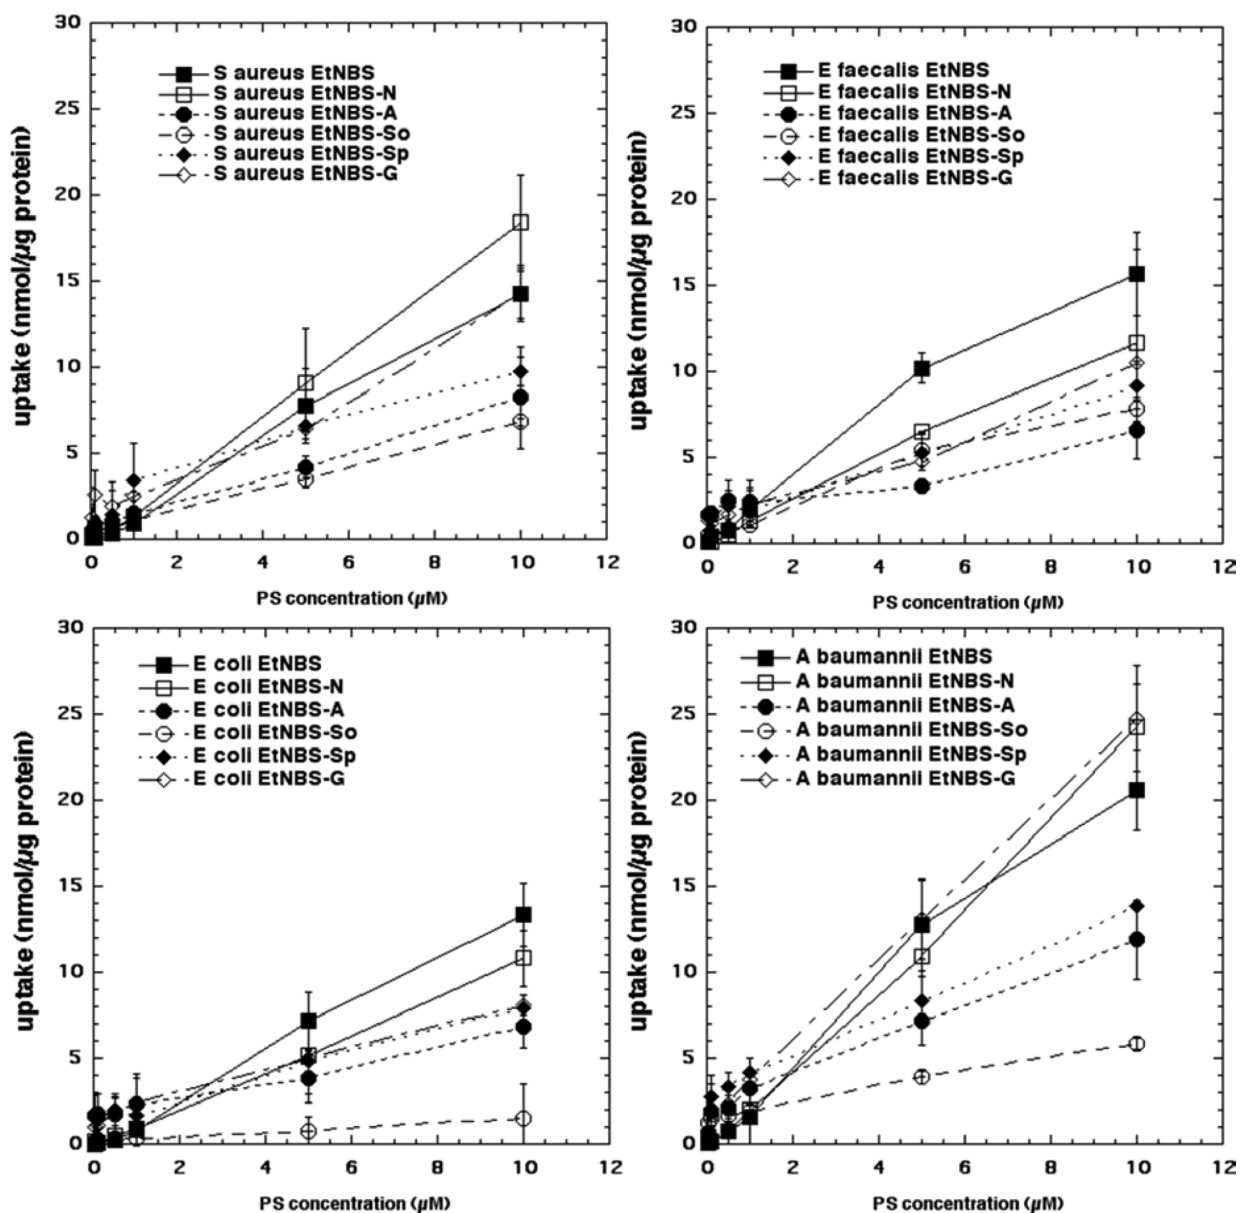 30
25
20
15
10
5
0
uptake (nmol/µg protein)
S aureus EtNBS
S aureus EtNBS-N
S aureus EtNBS-A
S aureus EtNBS-So
S aureus EtNBS-Sp
S aureus EtNBS-G
0 2 4 6 8 10 12
PS concentration (µM)
30
25
20
15
10
5
0
uptake (nmol/µg protein)
E faecalis EtNBS
E faecalis EtNBS-N
E faecalis EtNBS-A
E faecalis EtNBS-So
E faecalis EtNBS-Sp
E faecalis EtNBS-G
0 2 4 6 8 10 12
PS concentration (µM)
30
25
20
15
10
5
0
uptake (nmol/µg protein)
E coli EtNBS
E coli EtNBS-N
E coli EtNBS-A
E coli EtNBS-So
E coli EtNBS-Sp
E coli EtNBS-G
0 2 4 6 8 10 12
PS concentration (µM)
30
25
20
15
10
5
0
uptake (nmol/µg protein)
A baumannii EtNBS
A baumannii EtNBS-N
A baumannii EtNBS-A
A baumannii EtNBS-So
A baumannii EtNBS-Sp
A baumannii EtNBS-G
0 2 4 6 8 10 12
PS concentration (µM)